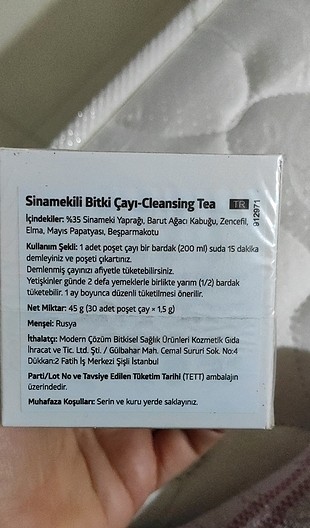 Sinamekili Bitki Çayı-Cleansing Tea TR
912971
İçindekiler: %35 Sinameki Yaprağı, Barut Ağacı Kabuğu, Zencefil,
Elma, Mayıs Papatyası, Beşparmakotu
Kullanım Şekli: 1 adet poşet çayı bir bardak (200 ml) suda 15 dakika
demleyiniz ve poşeti çıkartınız.
Demlenmiş çayınızı afiyetle tüketebilirsiniz.
Yetişkinler günde 2 defa yemeklerle birlikte yarım (1/2) bardak
tüketebilir. 1 ay boyunca düzenli tüketilmesi önerilir.
Net Miktar: 45 g (30 adet poşet çay × 1,5 g)
Menşei: Rusya
İthalatçı: Modern Çözüm Bitkisel Sağlık Ürünleri Kozmetik Gıda
İhracat ve Tic. Ltd. Şti. / Gülbahar Mah. Cemal Sururi Sok. No:4
Dükkan:2 Fatih İş Merkezi Şişli İstanbul
Parti/Lot No ve Tavsiye Edilen Tüketim Tarihi (TETT) ambalajın
üzerindedir.
Muhafaza Koşulları: Serin ve kuru yerde saklayınız.